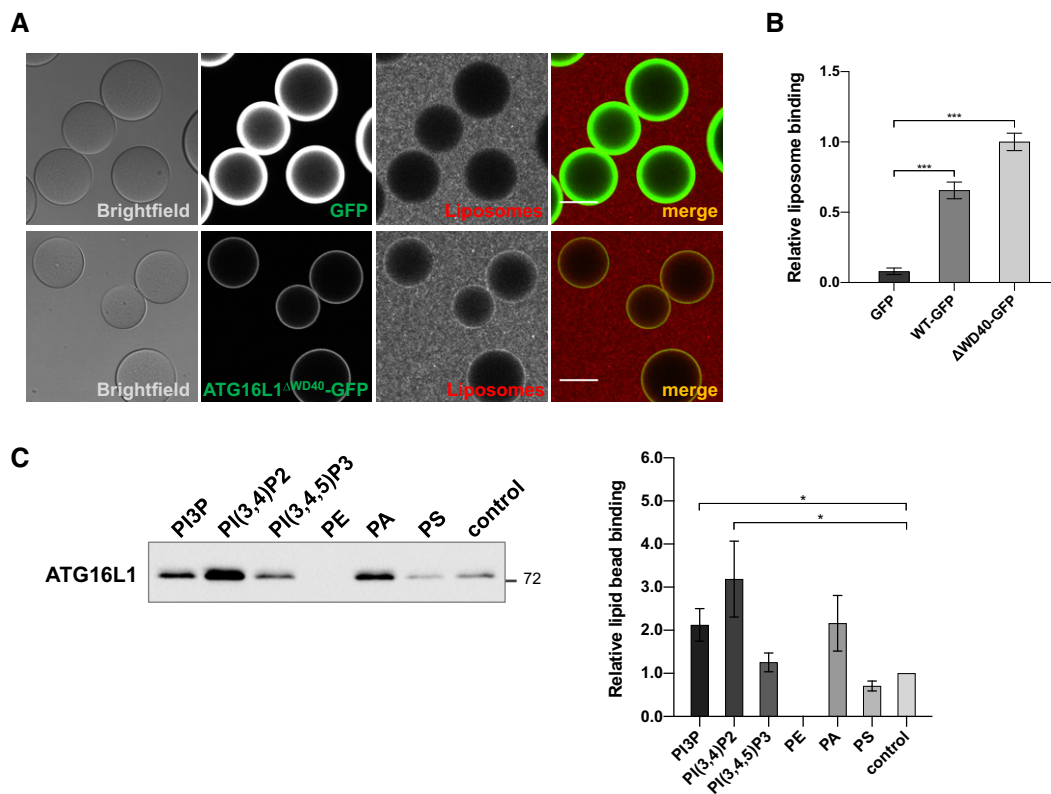 A
Brightfield
GFP
Liposomes
merge
Brightfield
ATG16L1ΔWD40-GFP
Liposomes
merge
B
Relative liposome binding
1.5
1.0
0.5
0.0
***
***
GFP
WT-GFP
ΔWD40-GFP
C
PI3P
PI(3,4)P2
PI(3,4,5)P3
PE
PA
PS
control
ATG16L1
72
Relative lipid bead binding
6.0
5.0
4.0
3.0
2.0
1.0
0.0
*
*
PI3P
PI(3,4)P2
PI(3,4,5)P3
PE
PA
PS
control